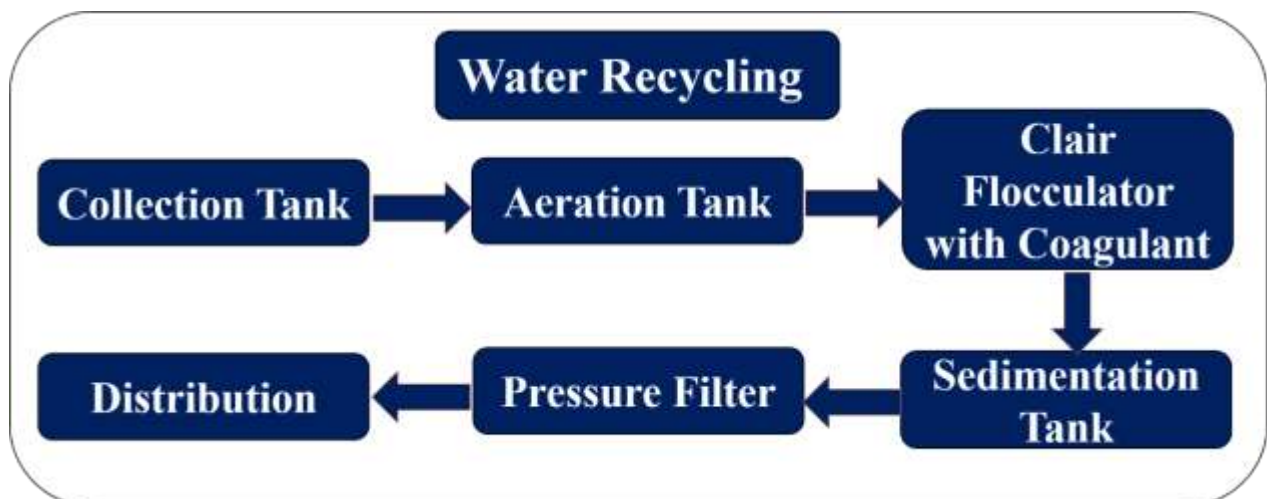 Water Recycling
Collection Tank
Aeration Tank
Clair
Flocculator
with Coagulant
Sedimentation
Tank
Pressure Filter
Distribution